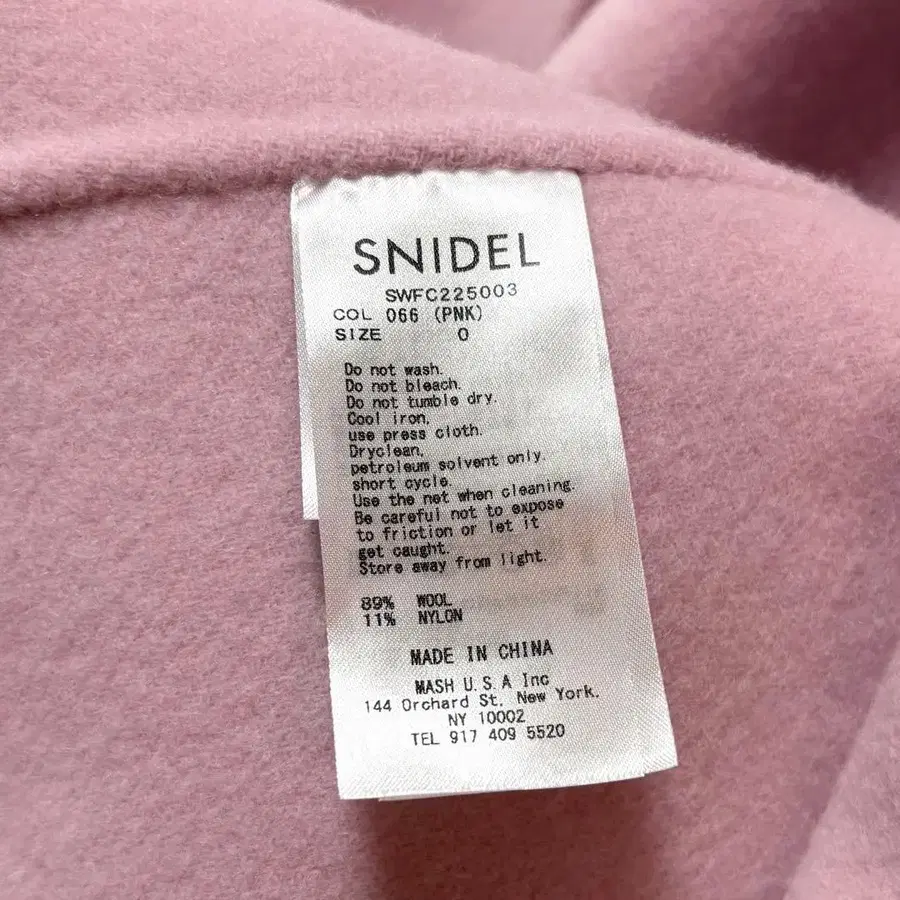 SNIDEL
SWFC225003
COL 066 (PNK)
SIZE 0
Do not wash.
Do not bleach.
Do not tumble dry.
Cool iron,
use press cloth.
Dryclean,
petroleum solvent only.
short cycle.
Use the net when cleaning.
Be careful not to expose
to friction or let it
get caught.
Store away from light.
89% WOOL
11% NYLON
MADE IN CHINA
MASH U.S.A Inc
144 Orchard St. New York.
NY 10002
TEL 917 409 5520